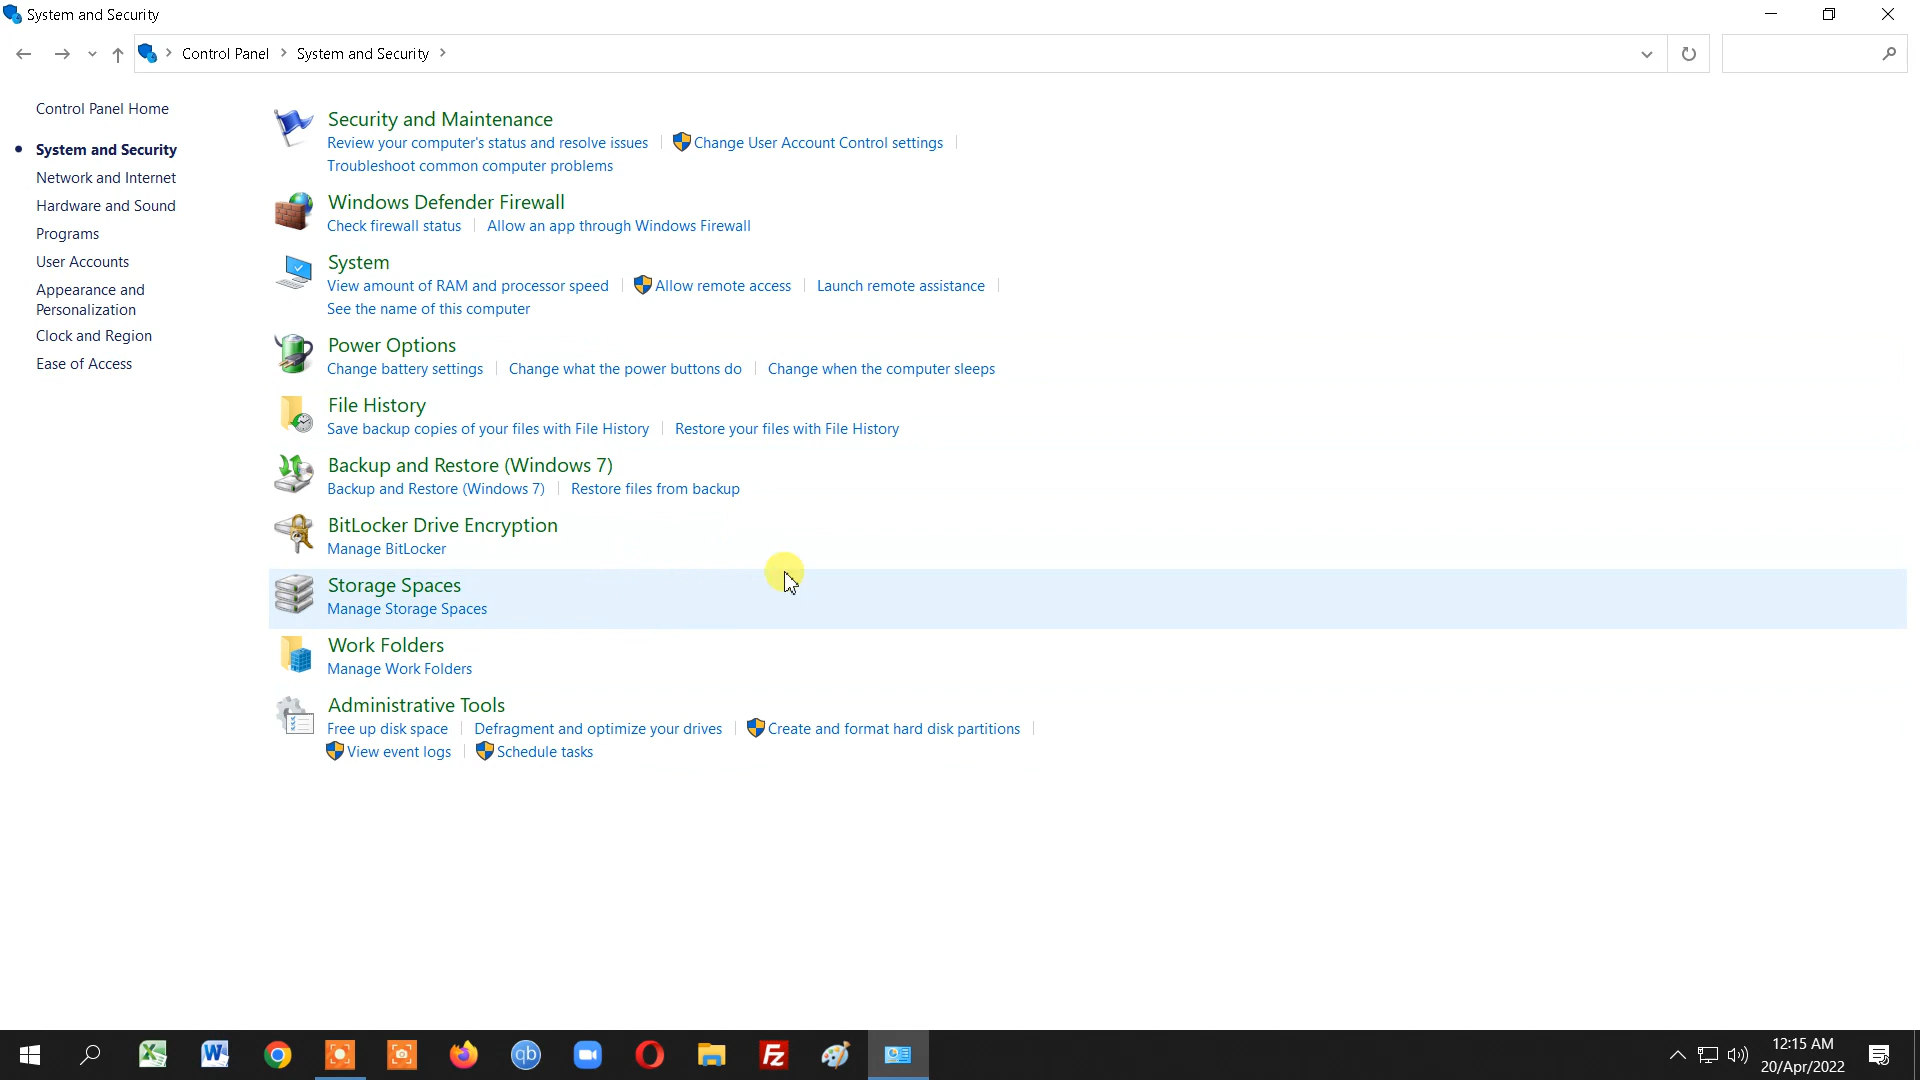 System and Security
Control Panel > System and Security >
Control Panel Home
System and Security
Network and Internet
Hardware and Sound
Programs
User Accounts
Appearance and
Personalization
Clock and Region
Ease of Access
Security and Maintenance
Review your computer's status and resolve issues | Change User Account Control settings |
Troubleshoot common computer problems
Windows Defender Firewall
Check firewall status | Allow an app through Windows Firewall
System
View amount of RAM and processor speed | Allow remote access | Launch remote assistance |
See the name of this computer
Power Options
Change battery settings | Change what the power buttons do | Change when the computer sleeps
File History
Save backup copies of your files with File History | Restore your files with File History
Backup and Restore (Windows 7)
Backup and Restore (Windows 7) | Restore files from backup
BitLocker Drive Encryption
Manage BitLocker
Storage Spaces
Manage Storage Spaces
Work Folders
Manage Work Folders
Administrative Tools
Free up disk space | Defragment and optimize your drives | Create and format hard disk partitions |
View event logs | Schedule tasks
qb
Fz
12:15 AM
20/Apr/2022